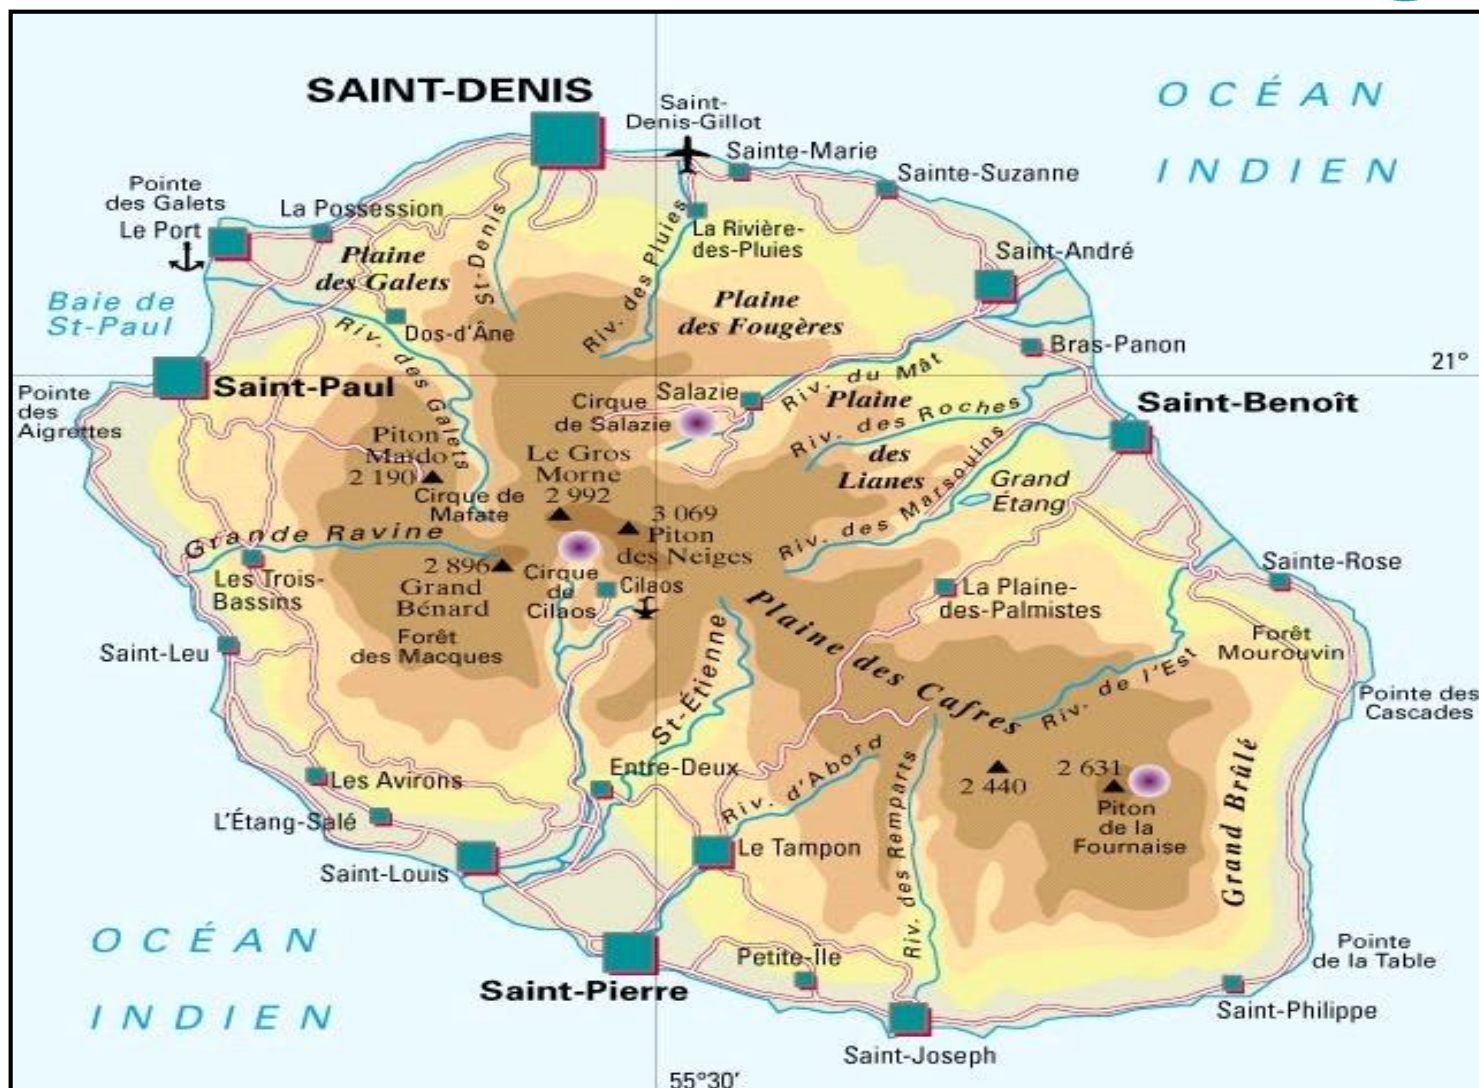 SAINT-DENIS
Saint-
Denis-Gillot
OCÉAN
INDIEN
Sainte-Marie
Sainte-Suzanne
Pointe
des Galets
Le Port
La Possession
Plaine
des Galets
St-Denis
Riv. des Pluies
La Rivière-
des-Pluies
Saint-André
Baie de
St-Paul
Dos-d'Âne
Riv. des Galets
Plaine
des Fougères
Bras-Panon
21°
Saint-Paul
Pointe
des
Aigrettes
Salazie
Cirque
de Salazie
Riv. du Mât
Plaine
des
Lianes
Riv. des Roches
Saint-Benoît
Piton
Maïdo
2 190
Cirque de
Mafate
Le Gros
Morne
2 992
3 069
Piton
des Neiges
Riv. des Marsouins
Grand
Étang
Grande Ravine
2 896
Grand
Bénard
Cirque
de
Cilaos
Cilaos
Les Trois-
Bassins
Forêt
des Macques
Saint-Leu
Sainte-Rose
La Plaine-
des-Palmistes
Plaine des Cafres
Forêt
Mourouvin
Riv. de l'Est
Pointe des
Cascades
St-Étienne
Les Avirons
Entre-Deux
Riv. d'Abord
Riv. des Remparts
2 440
2 631
Piton
de la
Fournaise
Grand Brûlé
L'Étang-Salé
Saint-Louis
Le Tampon
OCÉAN
INDIEN
Saint-Pierre
Petite-Île
Pointe
de la Table
Saint-Philippe
Saint-Joseph
55°30'